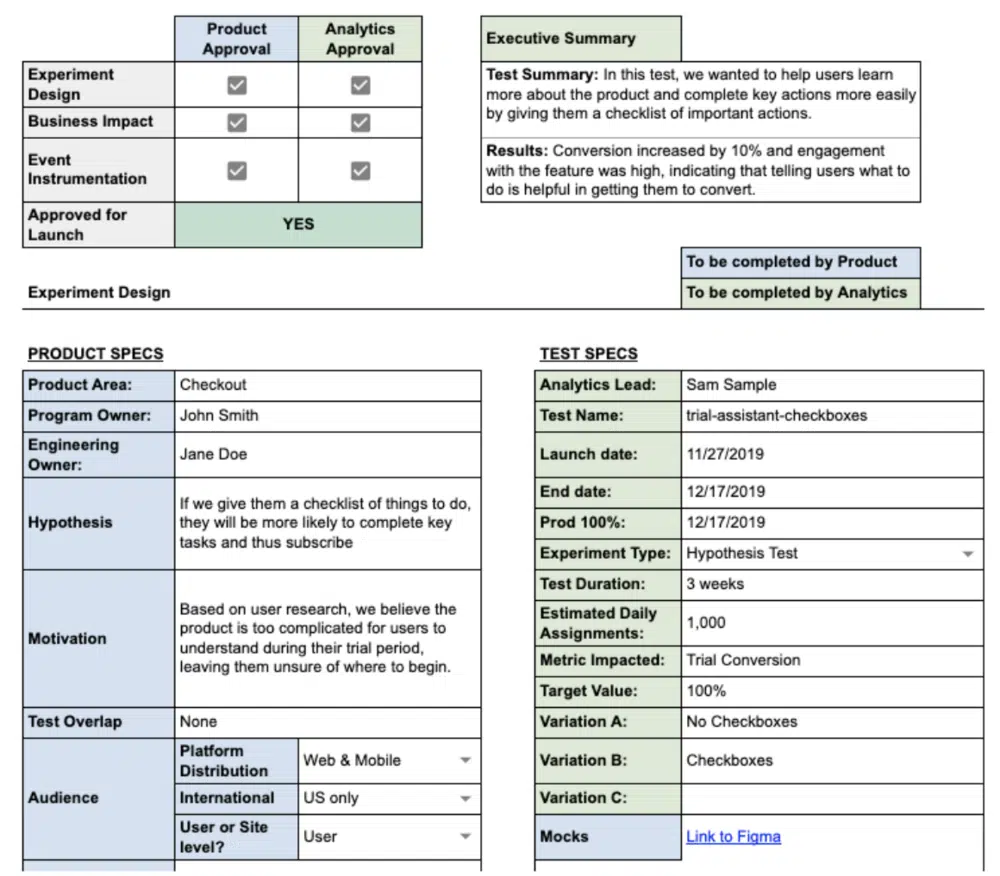 Product
Approval
Analytics
Approval
Experiment
Design
Business Impact
Event
Instrumentation
Approved for
Launch
YES
Executive Summary
Test Summary: In this test, we wanted to help users learn
more about the product and complete key actions more easily
by giving them a checklist of important actions.
Results: Conversion increased by 10% and engagement
with the feature was high, indicating that telling users what to
do is helpful in getting them to convert.
To be completed by Product
To be completed by Analytics
Experiment Design
PRODUCT SPECS
Product Area:
Checkout
Program Owner:
John Smith
Engineering
Owner:
Jane Doe
Hypothesis
If we give them a checklist of things to do,
they will be more likely to complete key
tasks and thus subscribe
Motivation
Based on user research, we believe the
product is too complicated for users to
understand during their trial period,
leaving them unsure of where to begin.
Test Overlap
None
Audience
Platform
Distribution
Web & Mobile
International
US only
User or Site
level?
User
TEST SPECS
Analytics Lead:
Sam Sample
Test Name:
trial-assistant-checkboxes
Launch date:
11/27/2019
End date:
12/17/2019
Prod 100%:
12/17/2019
Experiment Type:
Hypothesis Test
Test Duration:
3 weeks
Estimated Daily
Assignments:
1,000
Metric Impacted:
Trial Conversion
Target Value:
100%
Variation A:
No Checkboxes
Variation B:
Checkboxes
Variation C:
Mocks
Link to Figma